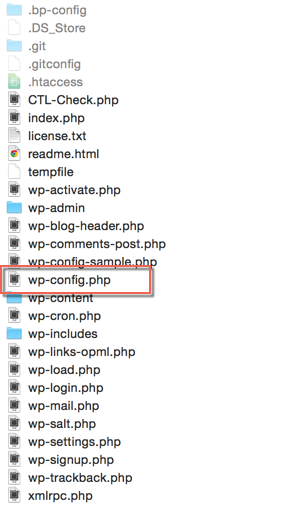 .bp-config
.DS_Store
.git
.gitconfig
.htaccess
CTL-Check.php
index.php
license.txt
readme.html
tempfile
wp-activate.php
wp-admin
wp-blog-header.php
wp-comments-post.php
wp-config-sample.php
wp-config.php
wp-content
wp-cron.php
wp-includes
wp-links-opml.php
wp-load.php
wp-login.php
wp-mail.php
wp-salt.php
wp-settings.php
wp-signup.php
wp-trackback.php
xmlrpc.php